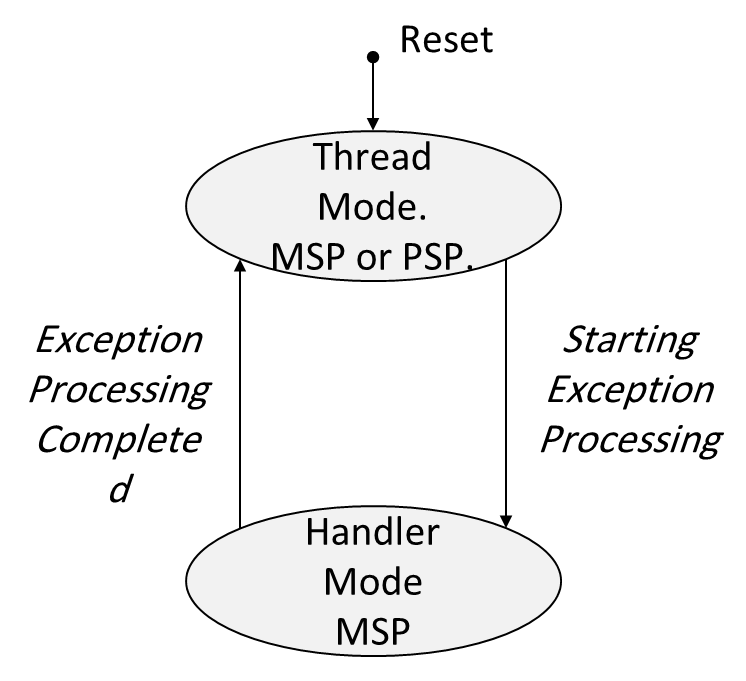 Reset
Thread
Mode.
MSP or PSP.
Exception
Processing
Complete
d
Starting
Exception
Processing
Handler
Mode
MSP